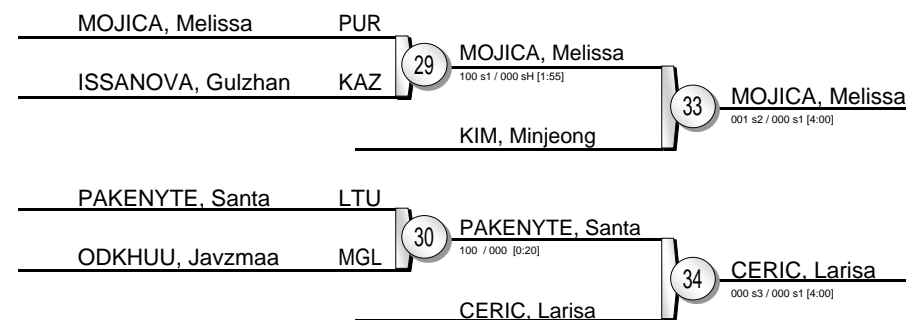 MOJICA, Melissa PUR
29
MOJICA, Melissa
100 s1 / 000 sH [1:55]
ISSANOVA, Gulzhan KAZ
33
MOJICA, Melissa
001 s2 / 000 s1 [4:00]
KIM, Minjeong
PAKENYTE, Santa LTU
30
PAKENYTE, Santa
100 / 000 [0:20]
ODKHUU, Javzmaa MGL
34
CERIC, Larisa
000 s3 / 000 s1 [4:00]
CERIC, Larisa